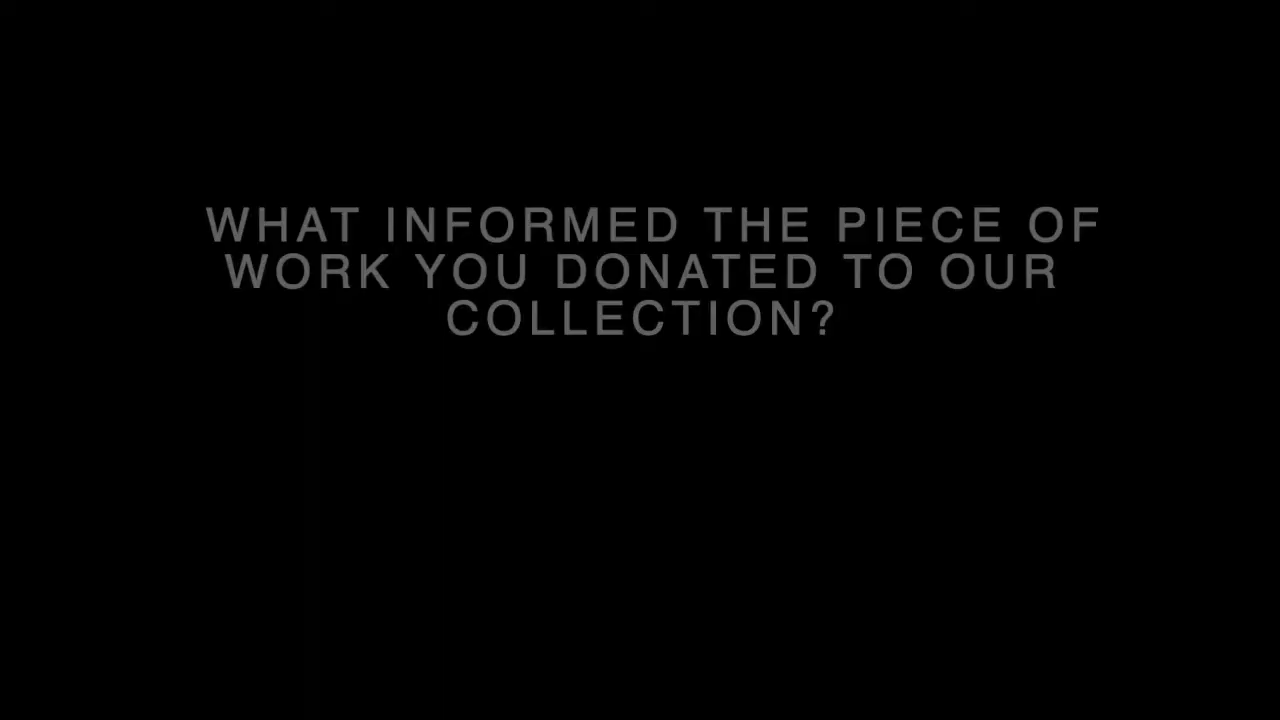 WHAT INFORMED THE PIECE OF
WORK YOU DONATED TO OUR
COLLECTION?